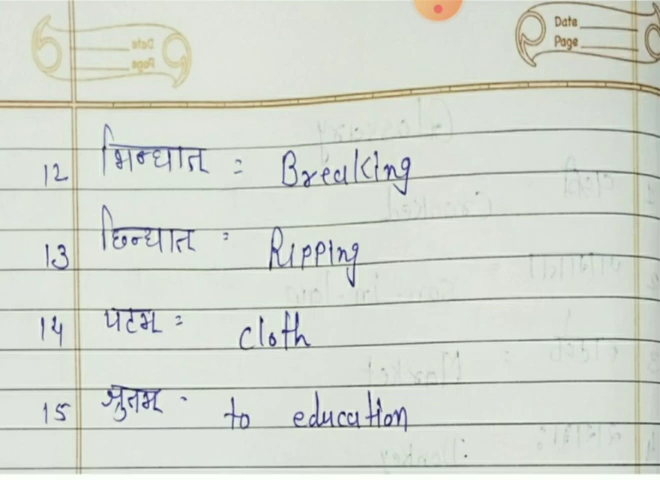 Date
Page
12 भिन्धात् = Breaking
13 छिन्धात् = Ripping
14 पटम = cloth
15 श्रुतम् - to education